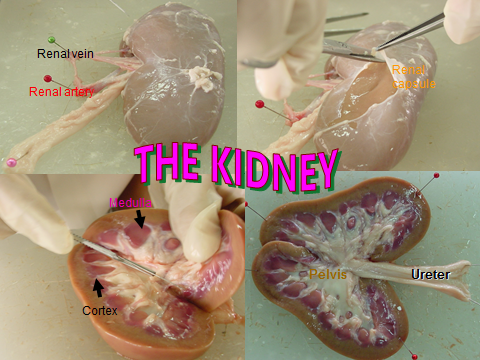 Renal vein
Renal artery
Renal
capsule
THE KIDNEY
Medulla
Cortex
Pelvis
Ureter